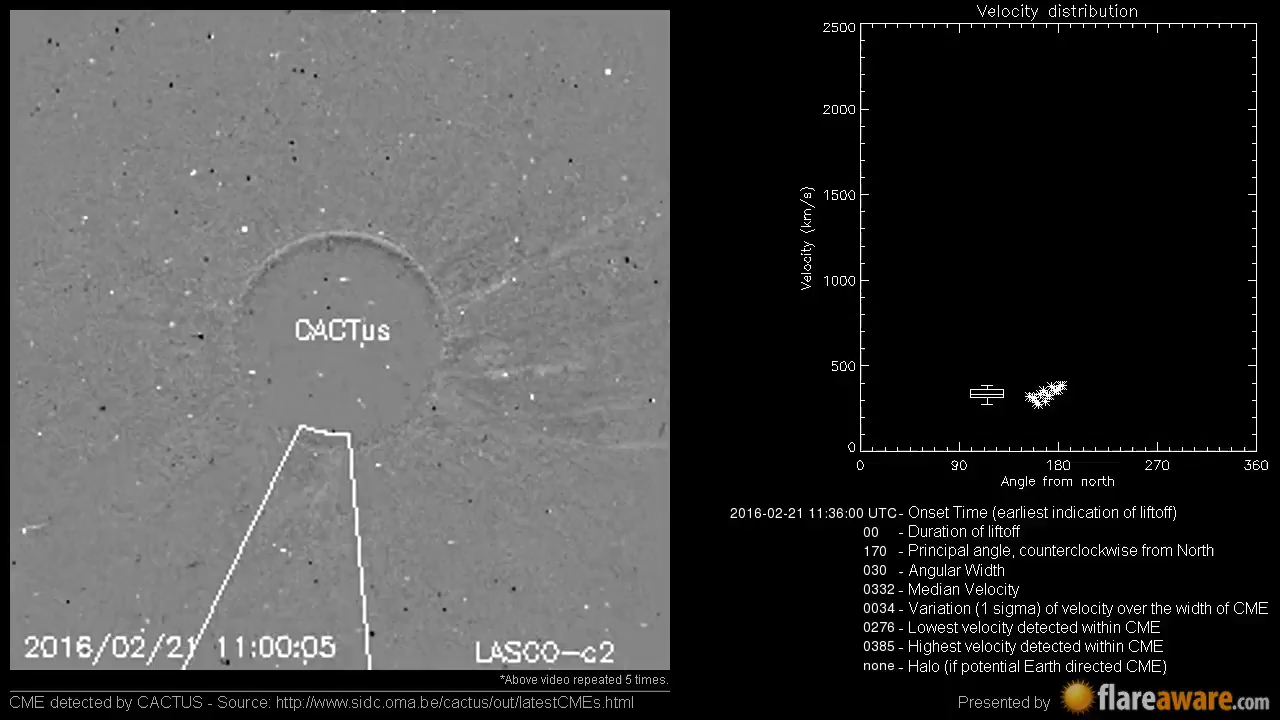 CACTus
2016/02/21 11:00:05
LASCO-c2
*Above video repeated 5 times.
CME detected by CACTUS - Source: http://www.sidc.oma.be/cactus/out/latestCMEs.html
Velocity distribution
2500
2000
1500
1000
500
0
Velocity (km/s)
0 90 180 270 360
Angle from north
2016-02-21 11:36:00 UTC - Onset Time (earliest indication of liftoff)
00 - Duration of liftoff
170 - Principal angle, counterclockwise from North
030 - Angular Width
0332 - Median Velocity
0034 - Variation (1 sigma) of velocity over the width of CME
0276 - Lowest velocity detected within CME
0385 - Highest velocity detected within CME
none - Halo (if potential Earth directed CME)
Presented by flareaware.com